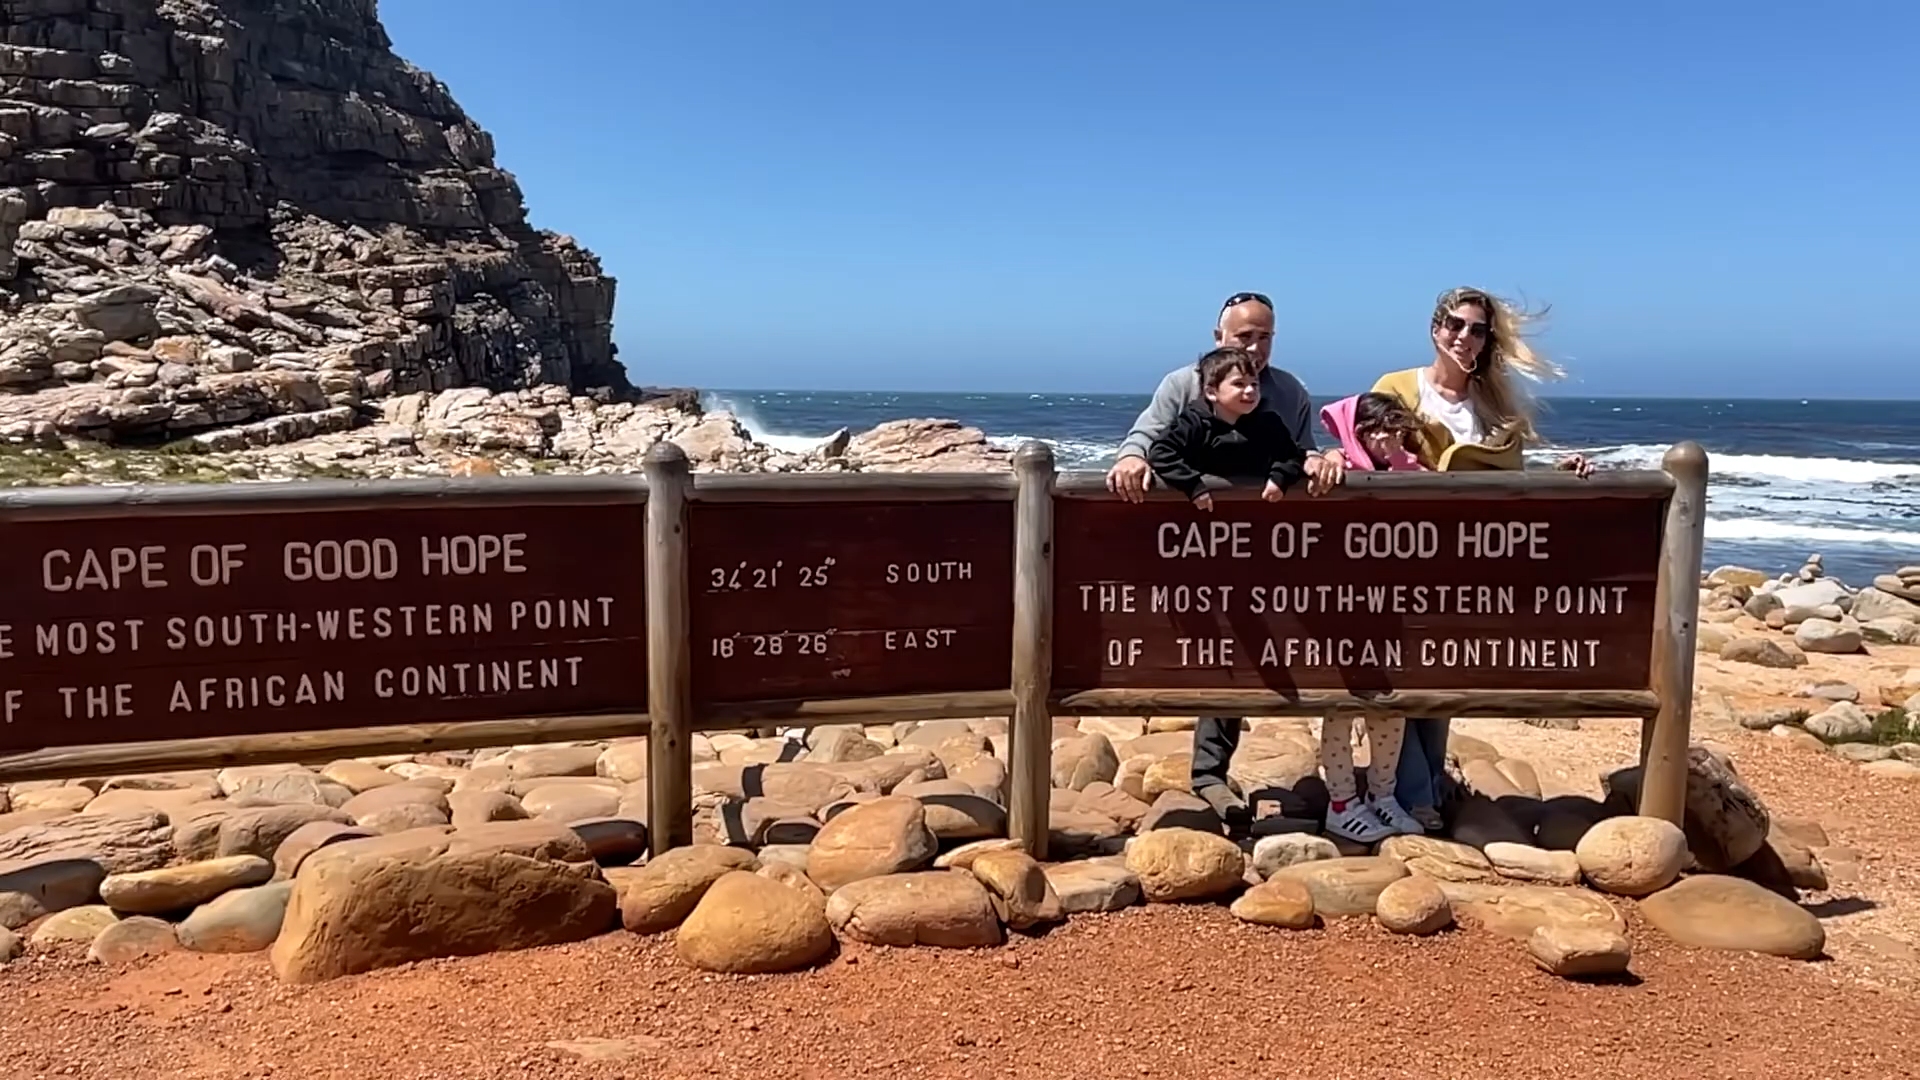 CAPE OF GOOD HOPE
E MOST SOUTH-WESTERN POINT
F THE AFRICAN CONTINENT
34° 21' 25" SOUTH
18° 28' 26" EAST
CAPE OF GOOD HOPE
THE MOST SOUTH-WESTERN POINT
OF THE AFRICAN CONTINENT